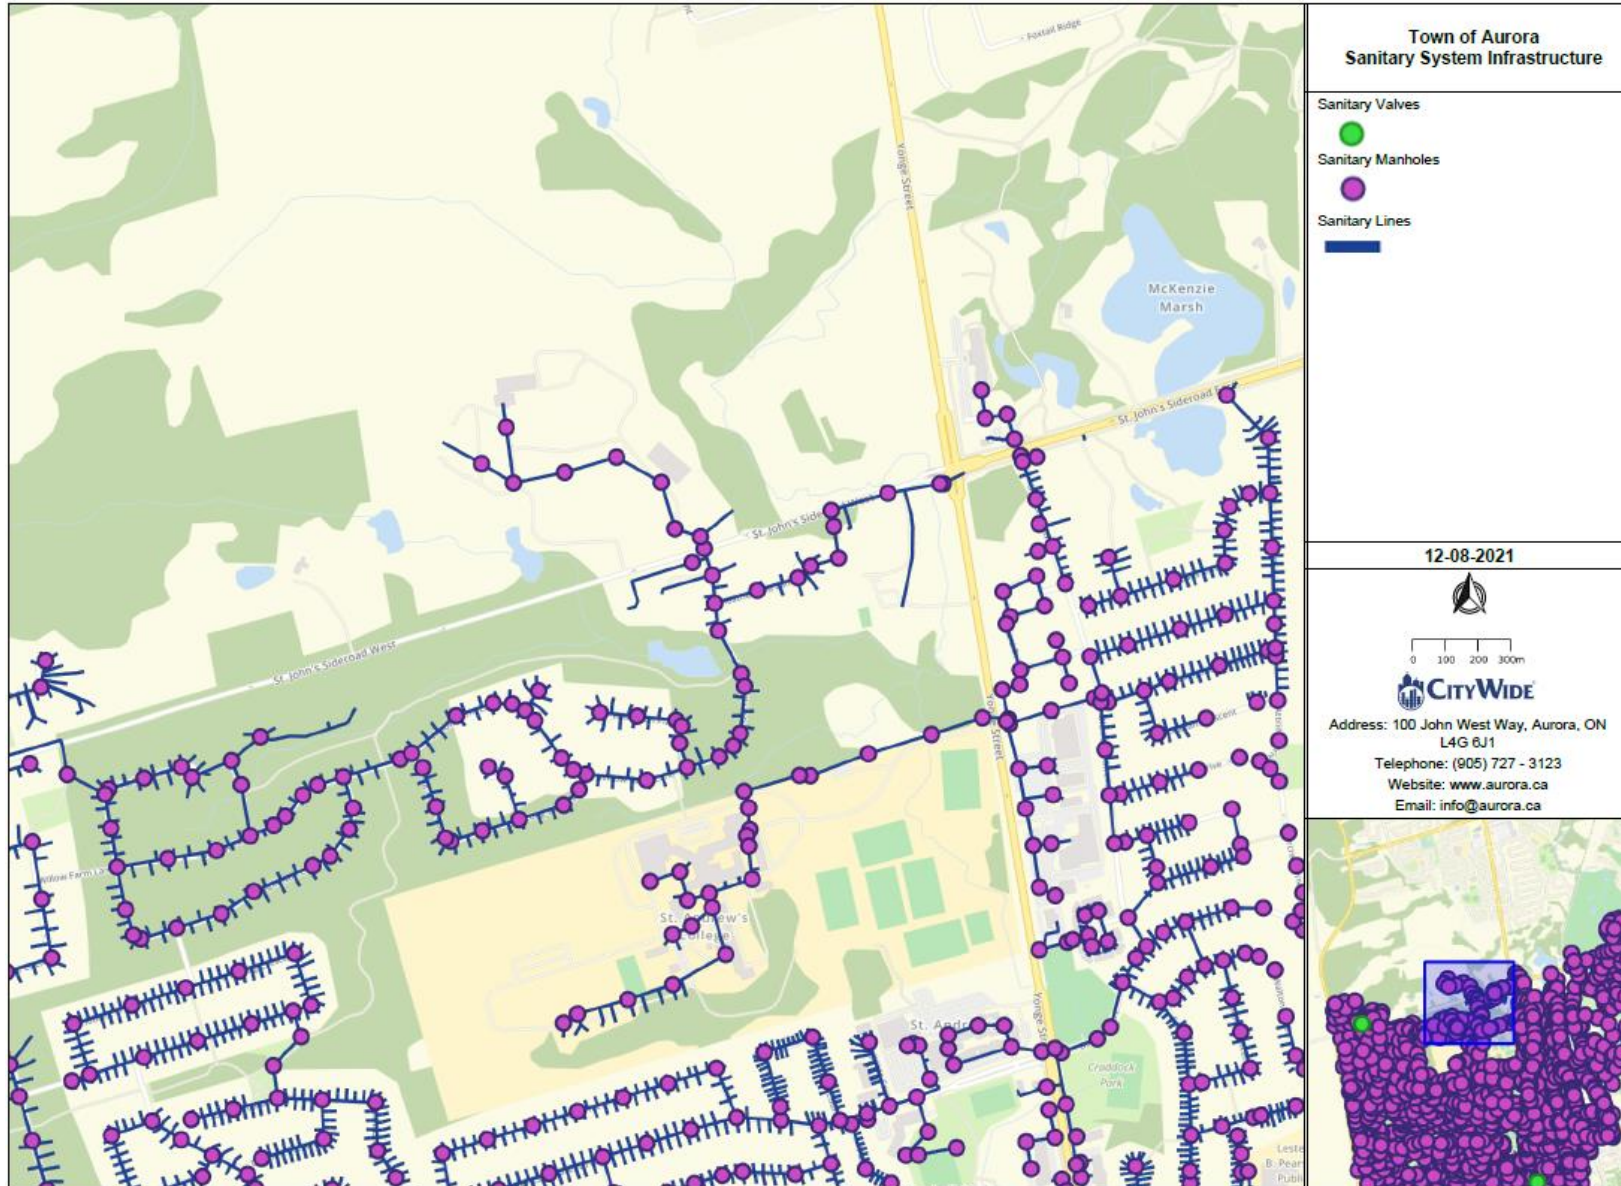 Foxtail Ridge
Yonge Street
McKenzie
Marsh
St. John's Sideroad
St. John's Side
St. John's Sideroad West
Yonge Street
Willow Farm La
St. Andrew's
College
St. Andr
Yonge St
Craddock
Park
Leste
B. Pear
Publi
Town of Aurora
Sanitary System Infrastructure
Sanitary Valves
Sanitary Manholes
Sanitary Lines
12-08-2021
0 100 200 300m
CITYWIDE
Address: 100 John West Way, Aurora, ON
L4G 6J1
Telephone: (905) 727 - 3123
Website: www.aurora.ca
Email: info@aurora.ca